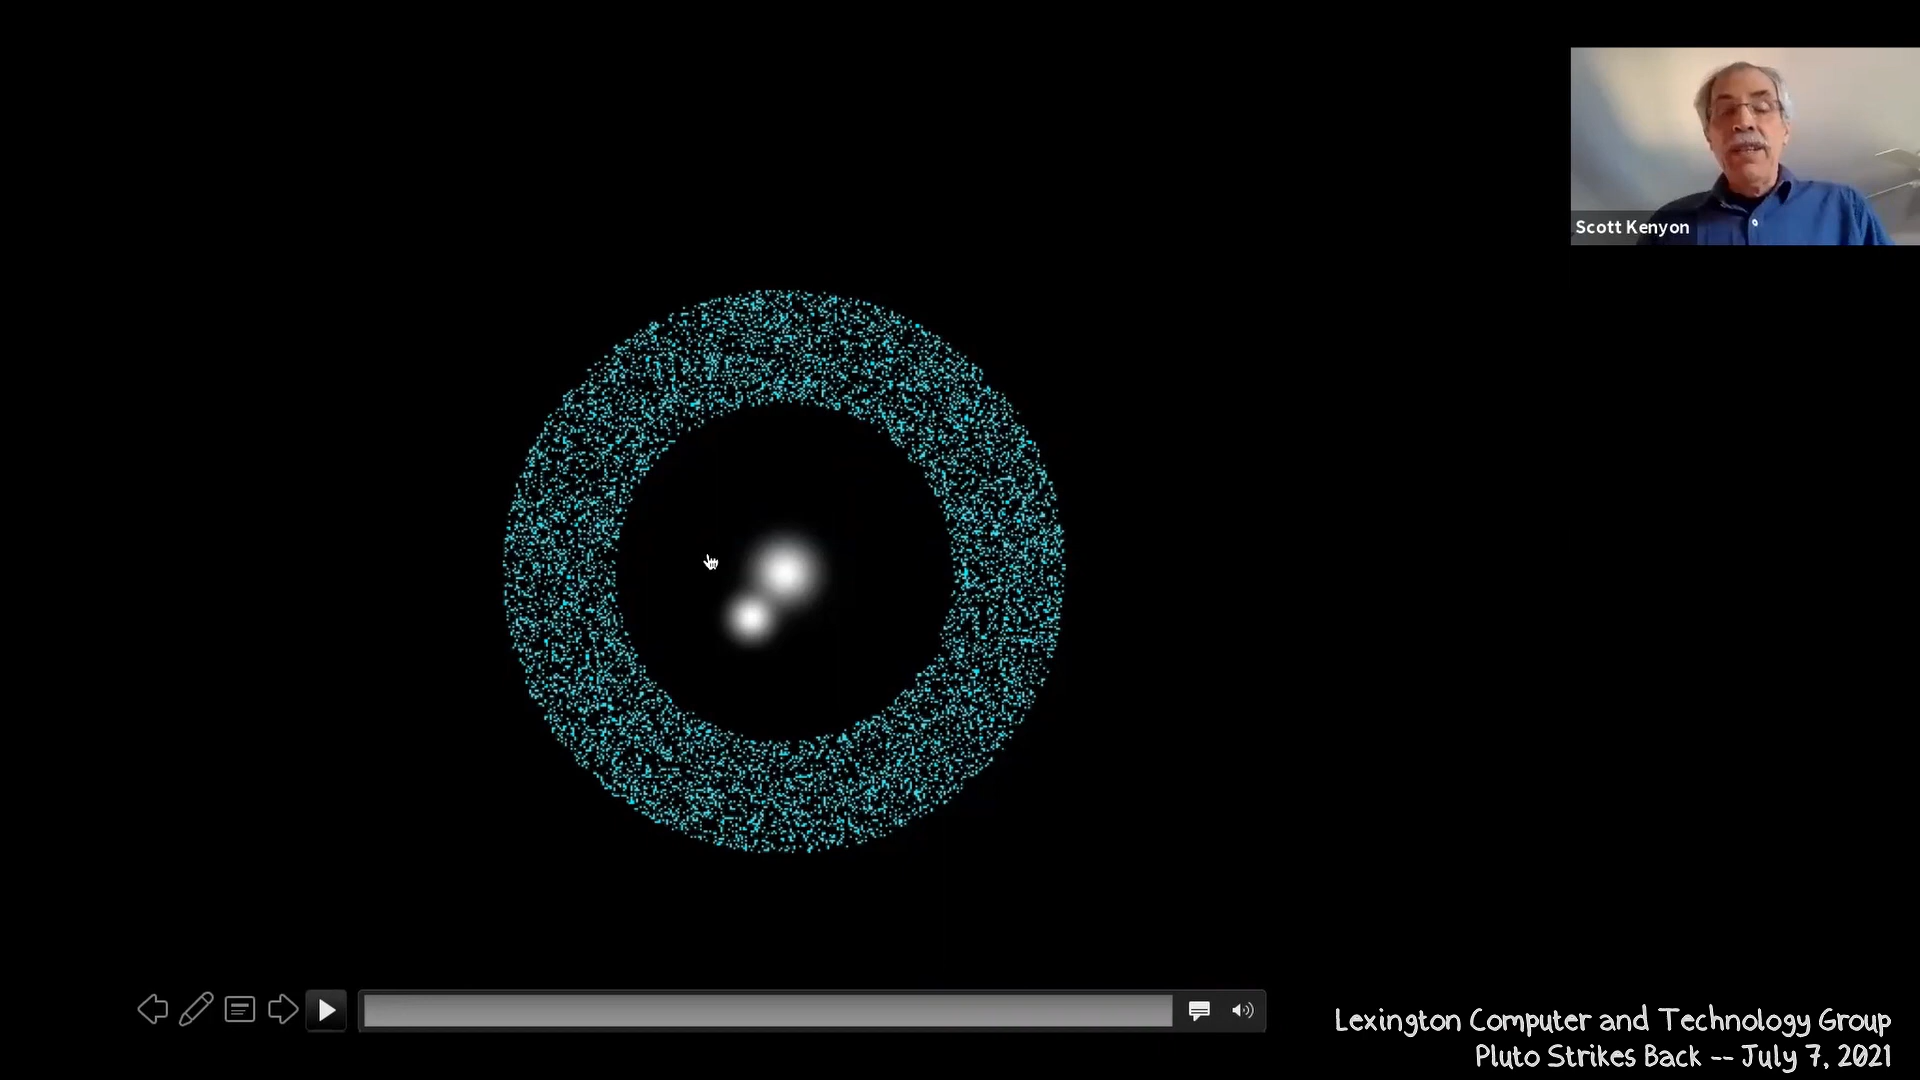 Scott Kenyon
Lexington Computer and Technology Group
Pluto Strikes Back -- July 7, 2021